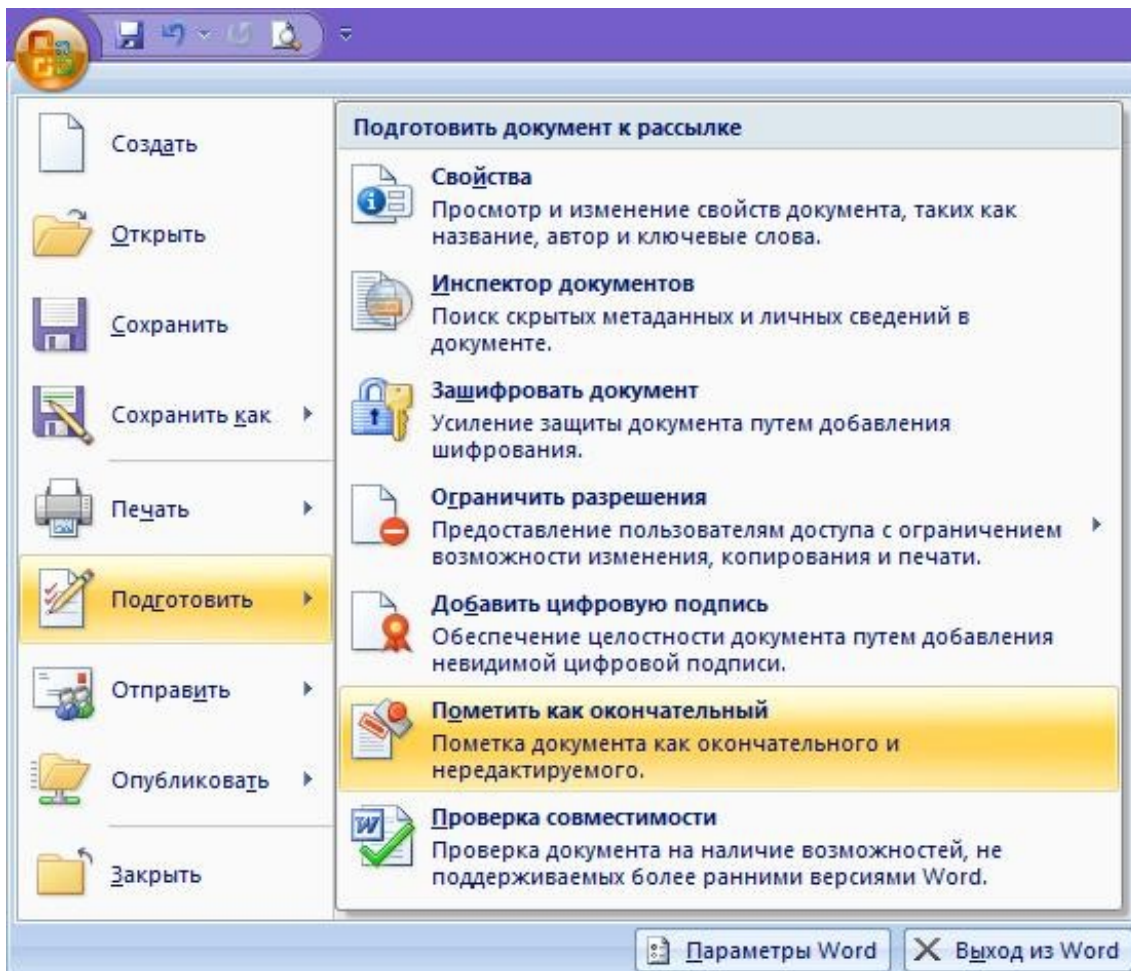 Создать
Открыть
Сохранить
Сохранить как
Печать
Подготовить
Отправить
Опубликовать
Закрыть
Подготовить документ к рассылке
Свойства
Просмотр и изменение свойств документа, таких как
название, автор и ключевые слова.
Инспектор документов
Поиск скрытых метаданных и личных сведений в
документе.
Зашифровать документ
Усиление защиты документа путем добавления
шифрования.
Ограничить разрешения
Предоставление пользователям доступа с ограничением
возможности изменения, копирования и печати.
Добавить цифровую подпись
Обеспечение целостности документа путем добавления
невидимой цифровой подписи.
Пометить как окончательный
Пометка документа как окончательного и
нередактируемого.
Проверка совместимости
Проверка документа на наличие возможностей, не
поддерживаемых более ранними версиями Word.
Параметры Word
Выход из Word